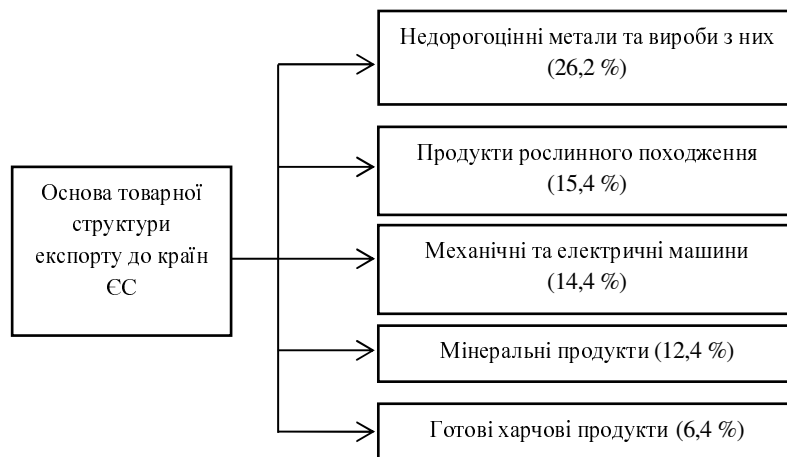 Основа товарної
структури
експорту до країн
ЄС
Недорогоцінні метали та вироби з них
(26,2 %)
Продукти рослинного походження
(15,4 %)
Механічні та електричні машини
(14,4 %)
Мінеральні продукти (12,4 %)
Готові харчові продукти (6,4 %)